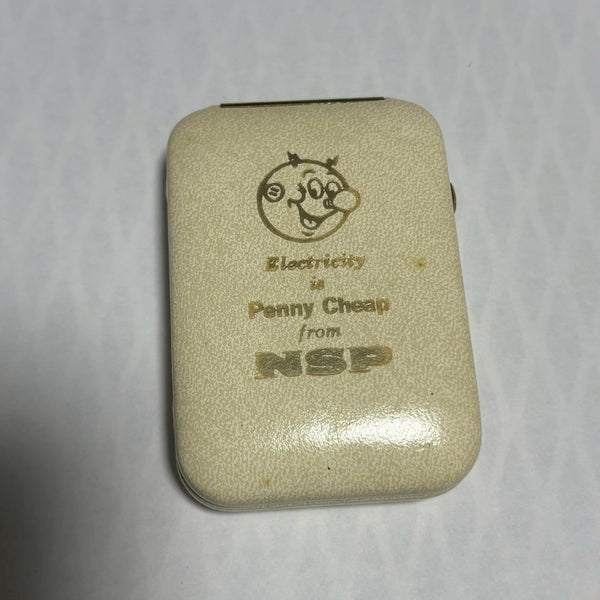 Electricity
is
Penny Cheap
from
NSP